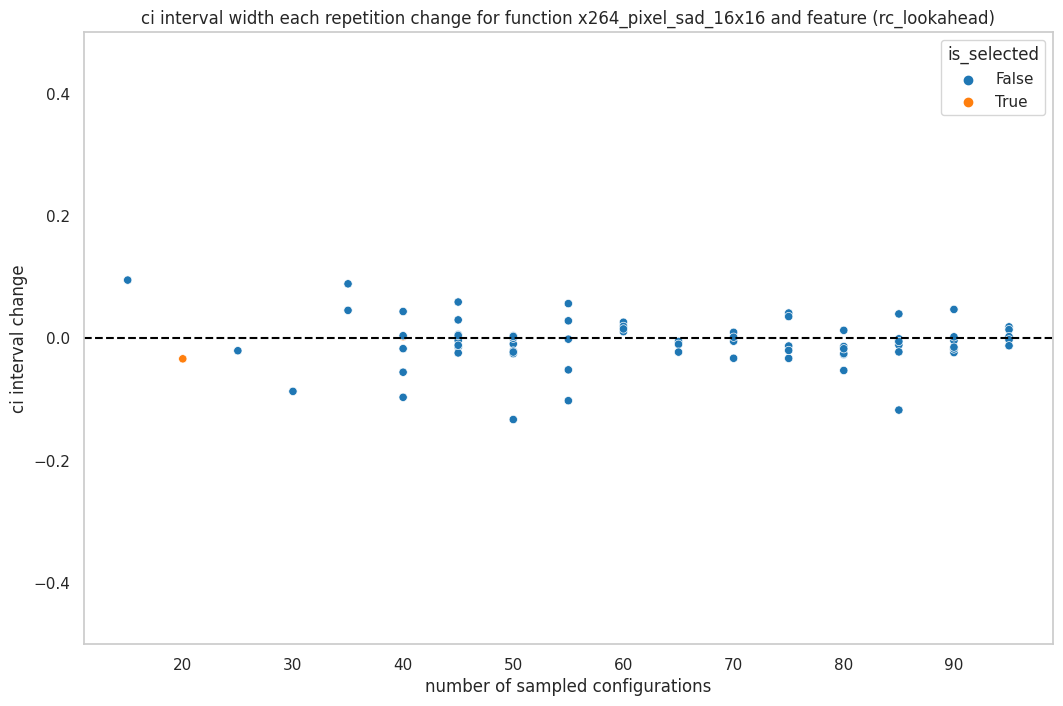 ci interval width each repetition change for function x264_pixel_sad_16x16 and feature (rc_lookahead)
is_selected
False
True
0.4
0.2
0.0
−0.2
−0.4
ci interval change
20 30 40 50 60 70 80 90
number of sampled configurations